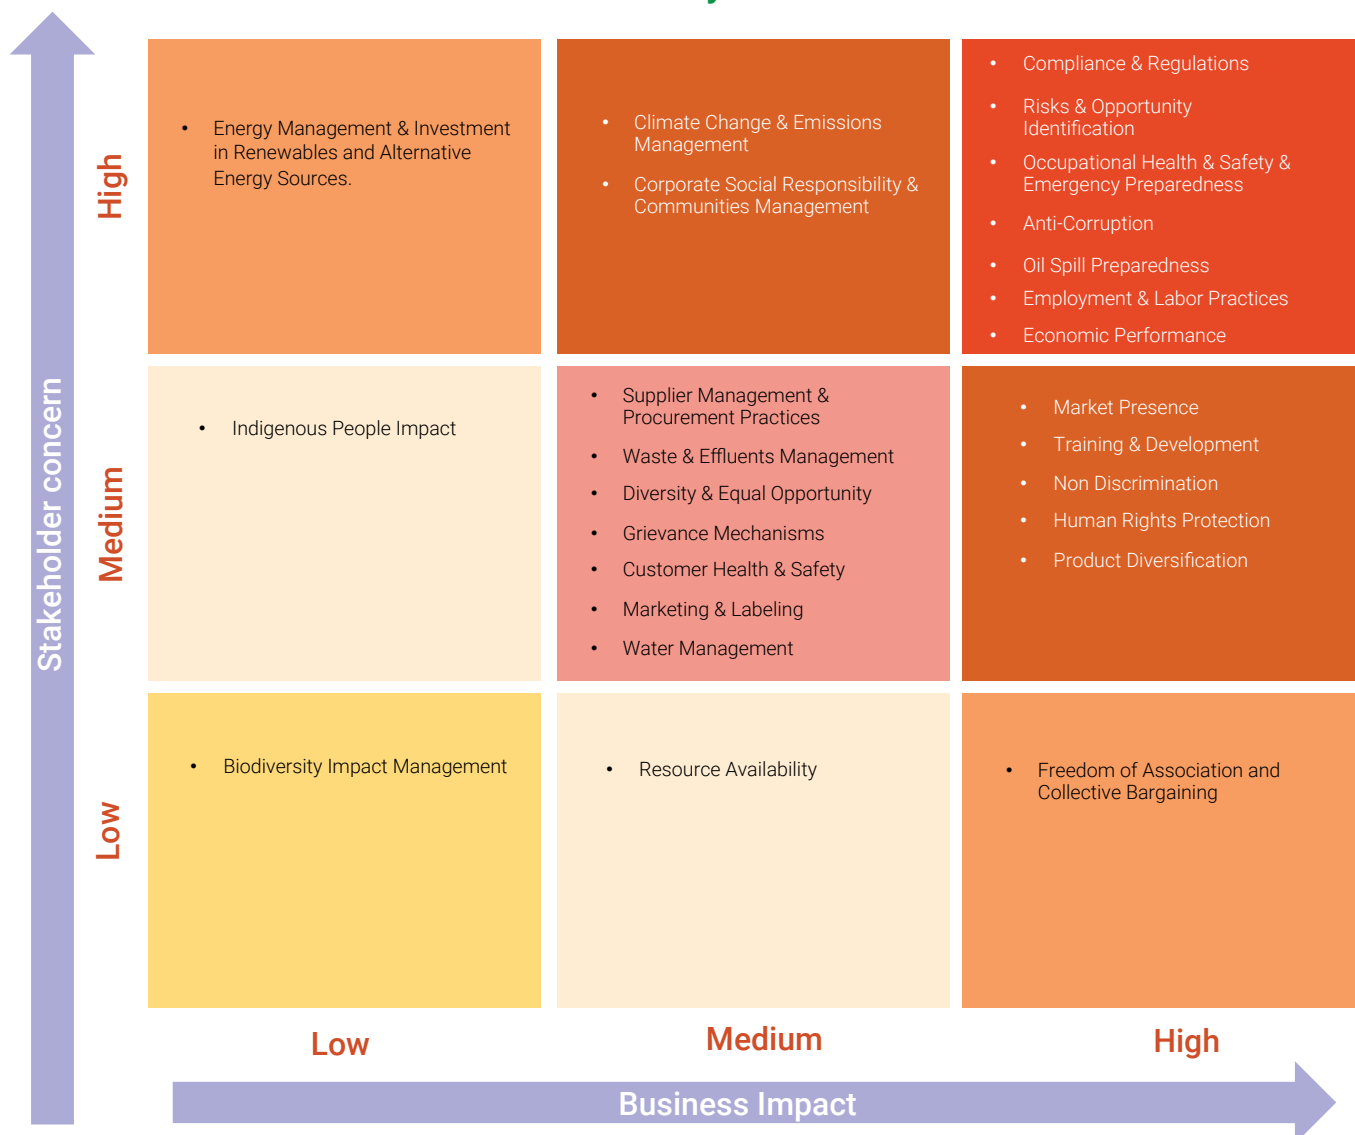 High
• Energy Management & Investment
in Renewables and Alternative
Energy Sources.
• Climate Change & Emissions
Management
• Corporate Social Responsibility &
Communities Management
• Compliance & Regulations
• Risks & Opportunity
Identification
• Occupational Health & Safety &
Emergency Preparedness
• Anti-Corruption
• Oil Spill Preparedness
• Employment & Labor Practices
• Economic Performance
Stakeholder concern
Medium
• Indigenous People Impact
• Supplier Management &
Procurement Practices
• Waste & Effluents Management
• Diversity & Equal Opportunity
• Grievance Mechanisms
• Customer Health & Safety
• Marketing & Labeling
• Water Management
• Market Presence
• Training & Development
• Non Discrimination
• Human Rights Protection
• Product Diversification
Low
• Biodiversity Impact Management
• Resource Availability
• Freedom of Association and
Collective Bargaining
Low
Medium
High
Business Impact